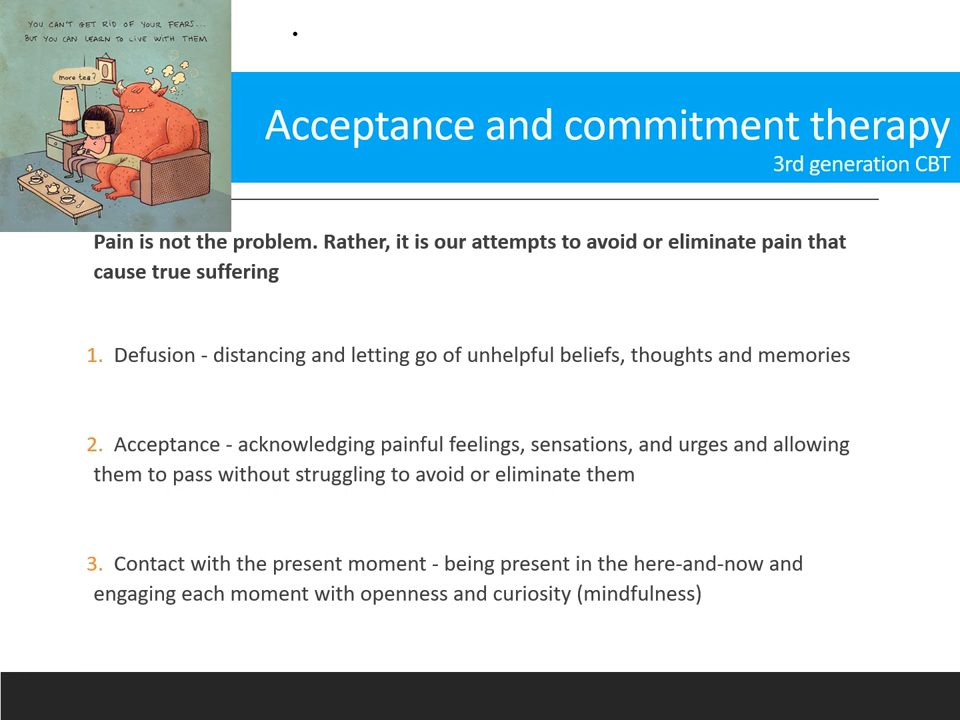 YOU CAN'T GET RID OF YOUR FEARS...
BUT YOU CAN LEARN TO LIVE WITH THEM
more tea?
•
Acceptance and commitment therapy
3rd generation CBT
Pain is not the problem. Rather, it is our attempts to avoid or eliminate pain that
cause true suffering
1. Defusion - distancing and letting go of unhelpful beliefs, thoughts and memories
2. Acceptance - acknowledging painful feelings, sensations, and urges and allowing
them to pass without struggling to avoid or eliminate them
3. Contact with the present moment - being present in the here-and-now and
engaging each moment with openness and curiosity (mindfulness)